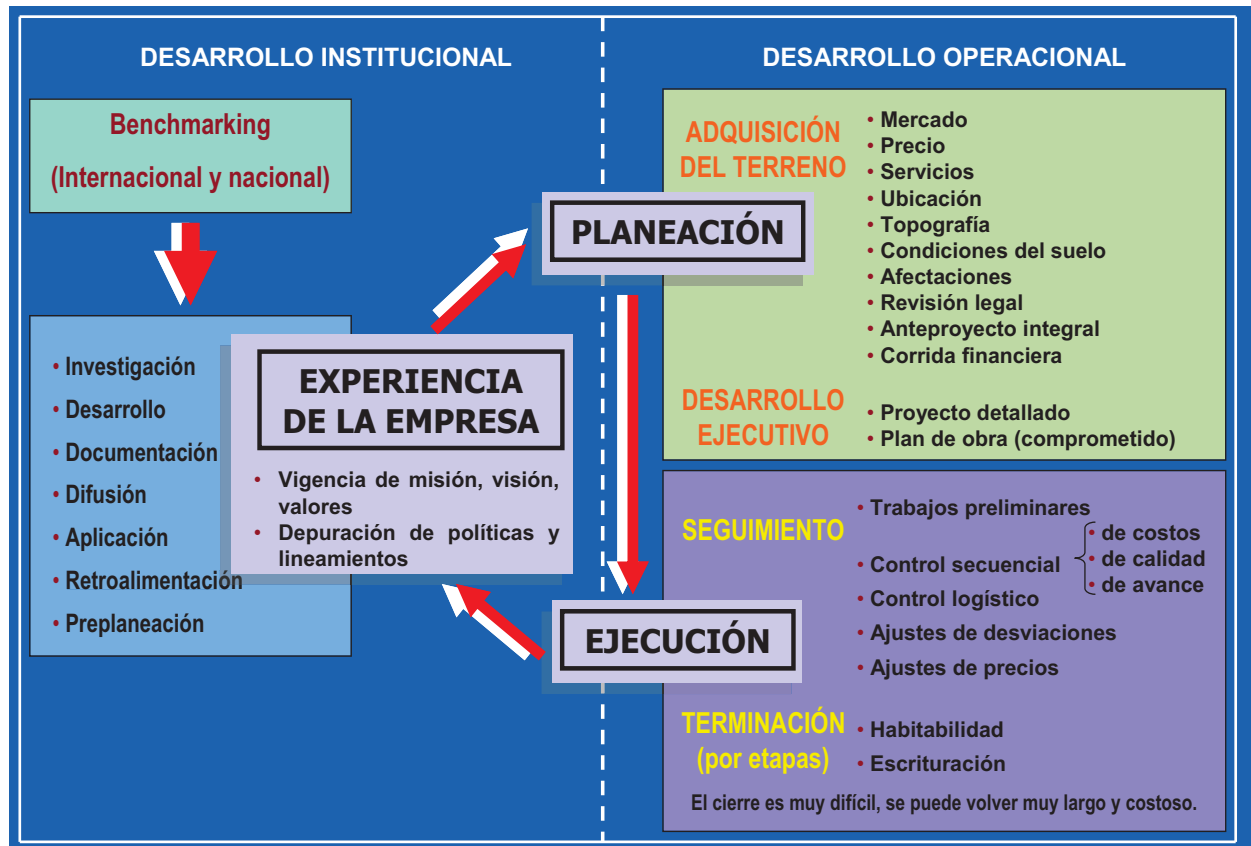 DESARROLLO INSTITUCIONAL
Benchmarking
(Internacional y nacional)
• Investigación
• Desarrollo
• Documentación
• Difusión
• Aplicación
• Retroalimentación
• Preplaneación
EXPERIENCIA
DE LA EMPRESA
• Vigencia de misión, visión,
valores
• Depuración de políticas y
lineamientos
PLANEACIÓN
EJECUCIÓN
DESARROLLO OPERACIONAL
ADQUISICIÓN
DEL TERRENO
• Mercado
• Precio
• Servicios
• Ubicación
• Topografía
• Condiciones del suelo
• Afectaciones
• Revisión legal
• Anteproyecto integral
• Corrida financiera
DESARROLLO
EJECUTIVO
• Proyecto detallado
• Plan de obra (comprometido)
SEGUIMIENTO
• Trabajos preliminares
• Control secuencial
• de costos
• de calidad
• de avance
• Control logístico
• Ajustes de desviaciones
• Ajustes de precios
TERMINACIÓN
(por etapas)
• Habitabilidad
• Escrituración
El cierre es muy difícil, se puede volver muy largo y costoso.